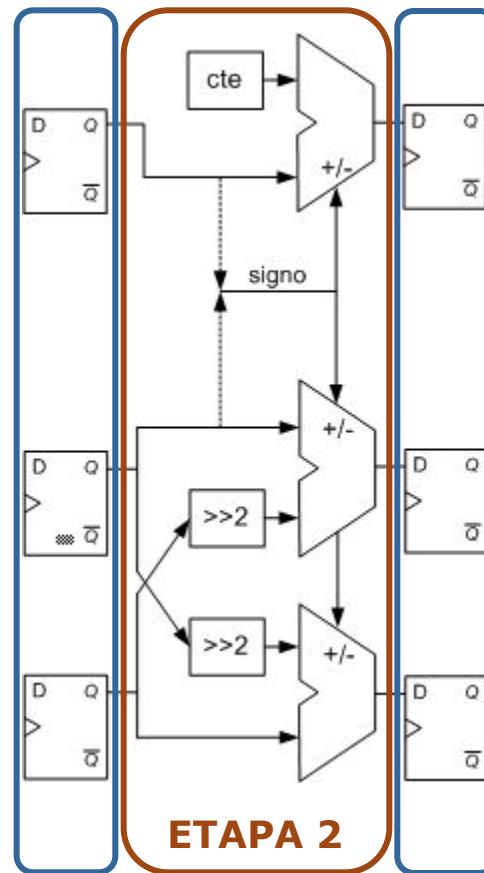 cte
D Q
Q
+/-
D Q
Q
signo
+/-
D Q
Q
>>2
D Q
Q
>>2
+/-
D Q
Q
D Q
Q
ETAPA 2